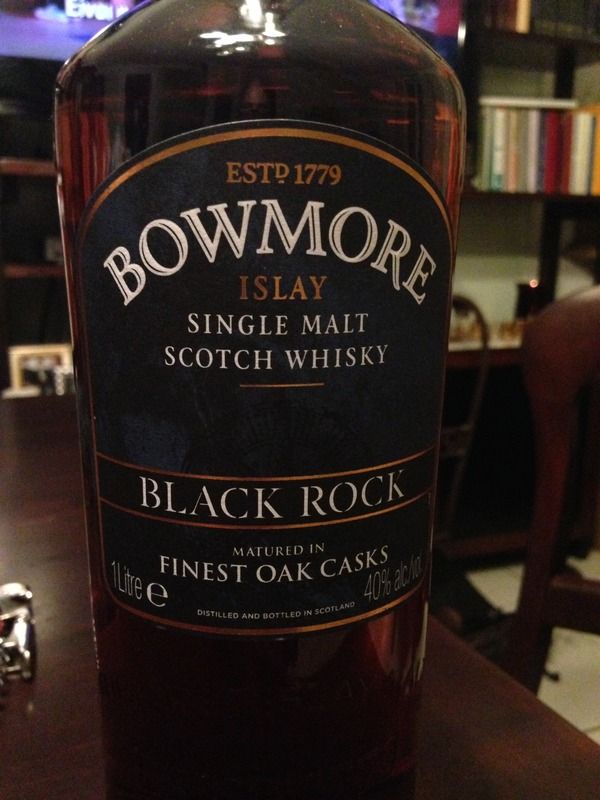 Είναι
ESTD 1779
BOWMORE
ISLAY
SINGLE MALT
SCOTCH WHISKY
BLACK ROCK
MATURED IN
FINEST OAK CASKS
1 Litre e
40% alc/vol.
DISTILLED AND BOTTLED IN SCOTLAND